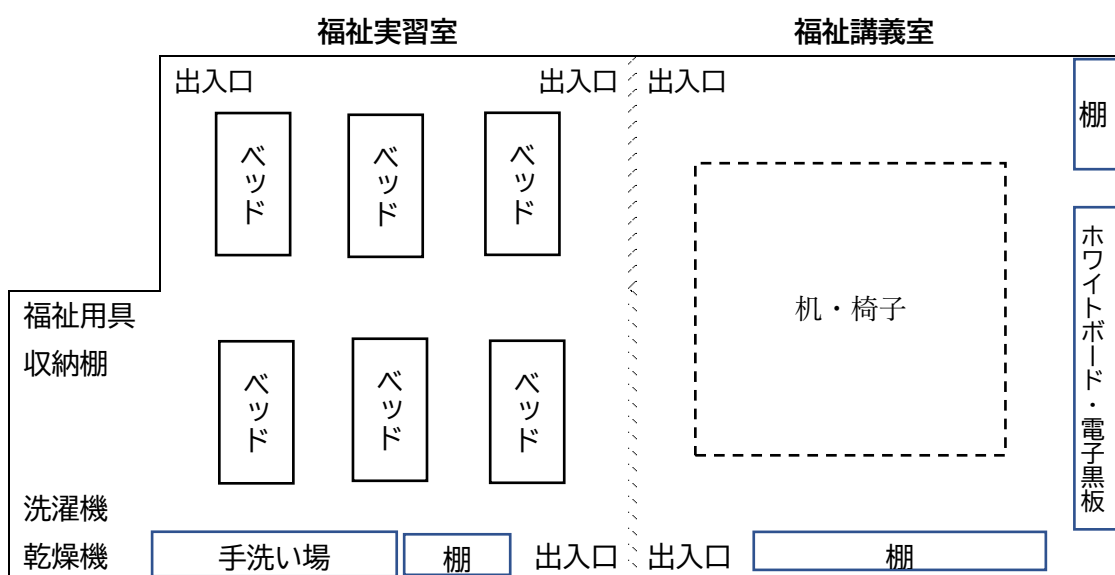 福祉実習室
福祉講義室
出入口
出入口
出入口
棚
ベッド
ベッド
ベッド
机・椅子
ホワイトボード・電子黒板
福祉用具
収納棚
ベッド
ベッド
ベッド
洗濯機
乾燥機
手洗い場
棚
出入口
出入口
棚